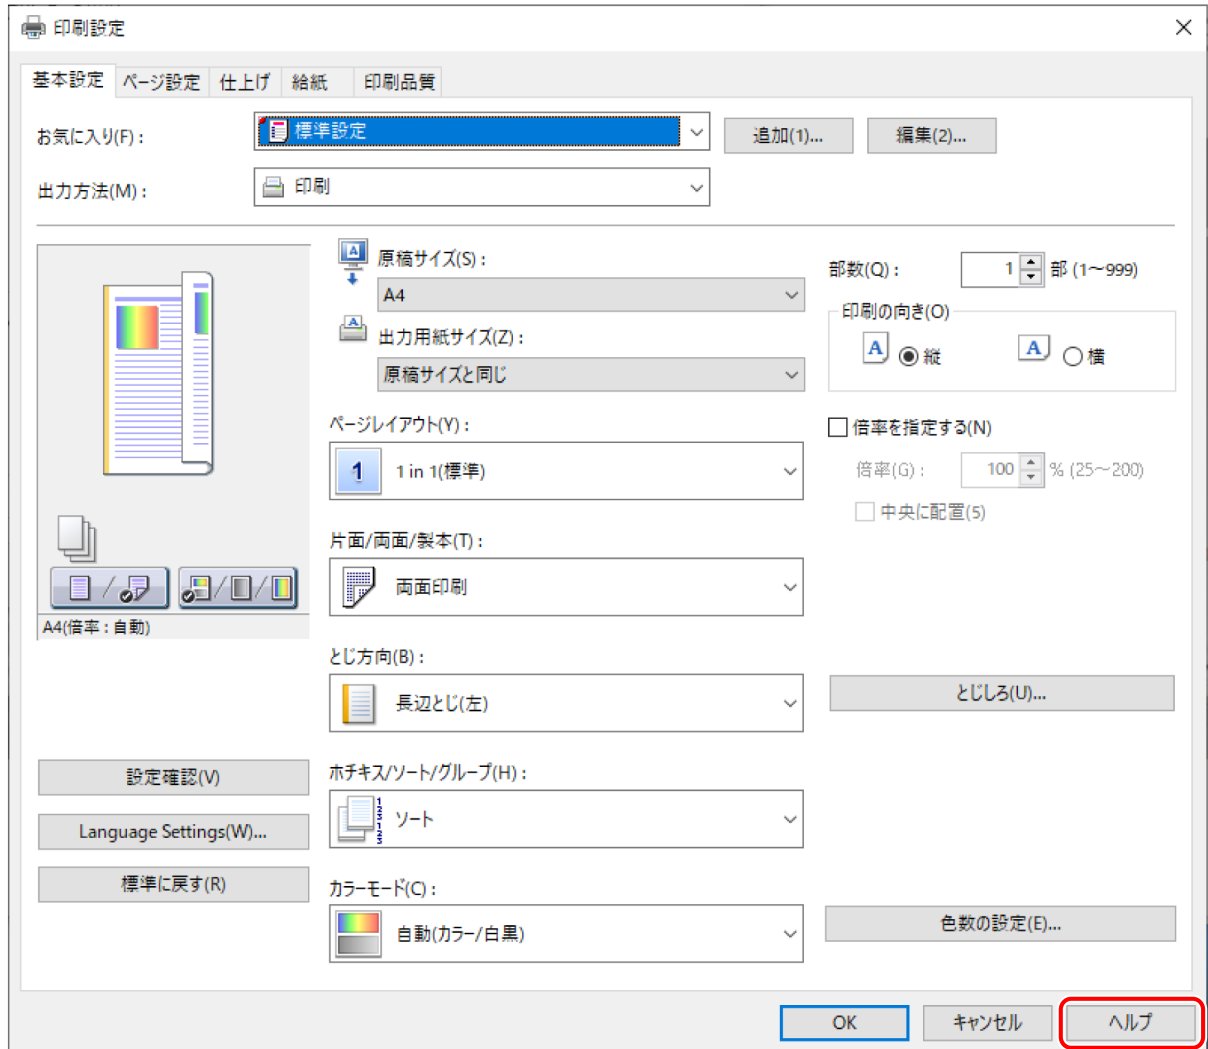 印刷設定
基本設定 ページ設定 仕上げ 給紙 印刷品質
お気に入り(F)： 標準設定 追加(1)... 編集(2)...
出力方法(M)： 印刷
原稿サイズ(S)：
A4
出力用紙サイズ(Z)：
原稿サイズと同じ
部数(Q)： 1 部 (1～999)
印刷の向き(O)
A 縦 A 横
ページレイアウト(Y)：
1 1 in 1(標準)
倍率を指定する(N)
倍率(G)： 100 % (25～200)
中央に配置(5)
片面/両面/製本(T)：
両面印刷
A4(倍率：自動)
とじ方向(B)：
長辺とじ(左)
とじしろ(U)...
設定確認(V)
Language Settings(W)...
標準に戻す(R)
ホチキス/ソート/グループ(H)：
123123 ソート
カラーモード(C)：
自動(カラー/白黒)
色数の設定(E)...
OK キャンセル ヘルプ